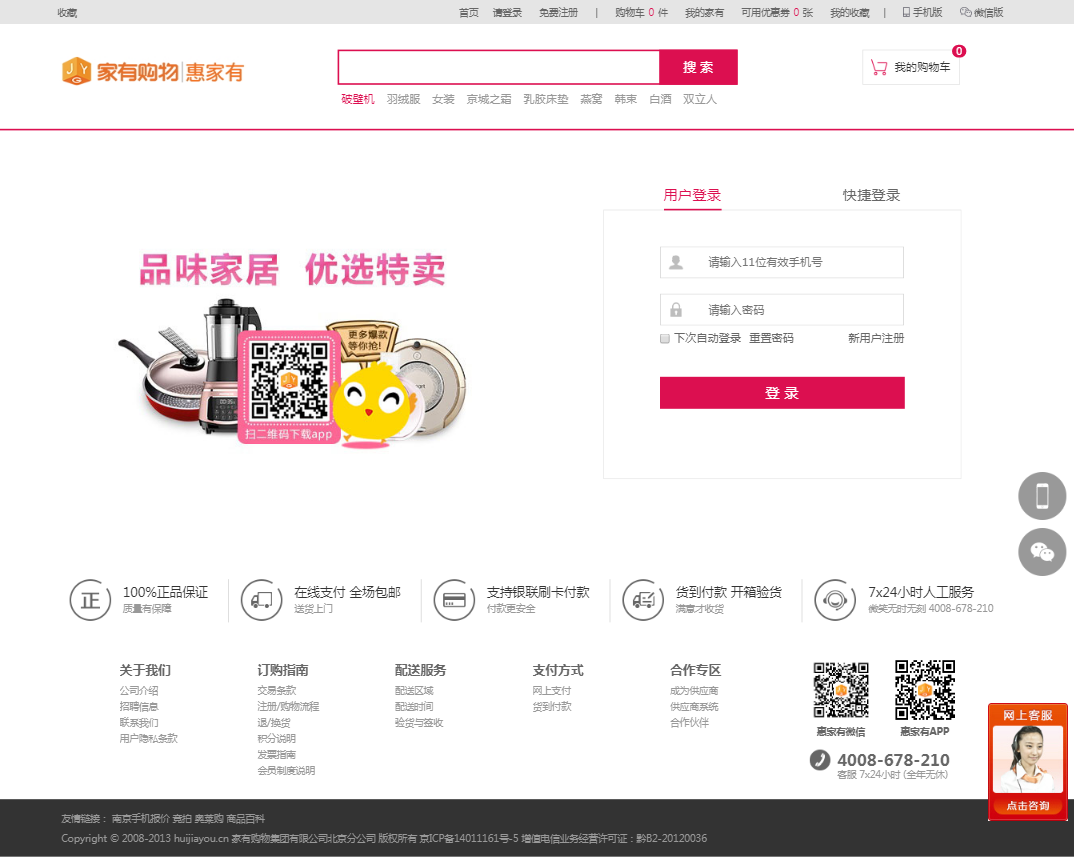 收藏
首页 请登录 免费注册 | 购物车 0 件 我的家有 可用优惠券 0 张 我的收藏 | 手机版 微信版
JYG 家有购物|惠家有
搜 索
0
我的购物车
破壁机 羽绒服 女装 京城之霜 乳胶床垫 燕窝 韩束 白酒 双立人
用户登录 快捷登录
请输入11位有效手机号
请输入密码
下次自动登录 重置密码 新用户注册
登 录
品味家居 优选特卖
更多爆款
等你抢!
扫二维码下载app
正
100%正品保证
质量有保障
在线支付 全场包邮
送货上门
支持银联刷卡付款
付款更安全
货到付款 开箱验货
满意才收货
7x24小时人工服务
微笑无时无刻 4008-678-210
关于我们
公司介绍
招聘信息
联系我们
用户隐私条款
订购指南
交易条款
注册/购物流程
退/换货
积分说明
发票指南
会员制度说明
配送服务
配送区域
配送时间
验货与签收
支付方式
网上支付
货到付款
合作专区
成为供应商
供应商系统
合作伙伴
惠家有微信 惠家有APP
4008-678-210
客服 7x24小时 (全年无休)
网上客服
点击咨询
友情链接： 南京手机报价 竞拍 奥莱购 商品百科
Copyright © 2008-2013 huijiayou.cn 家有购物集团有限公司北京分公司 版权所有 京ICP备14011161号-5 增值电信业务经营许可证：黔B2-20120036